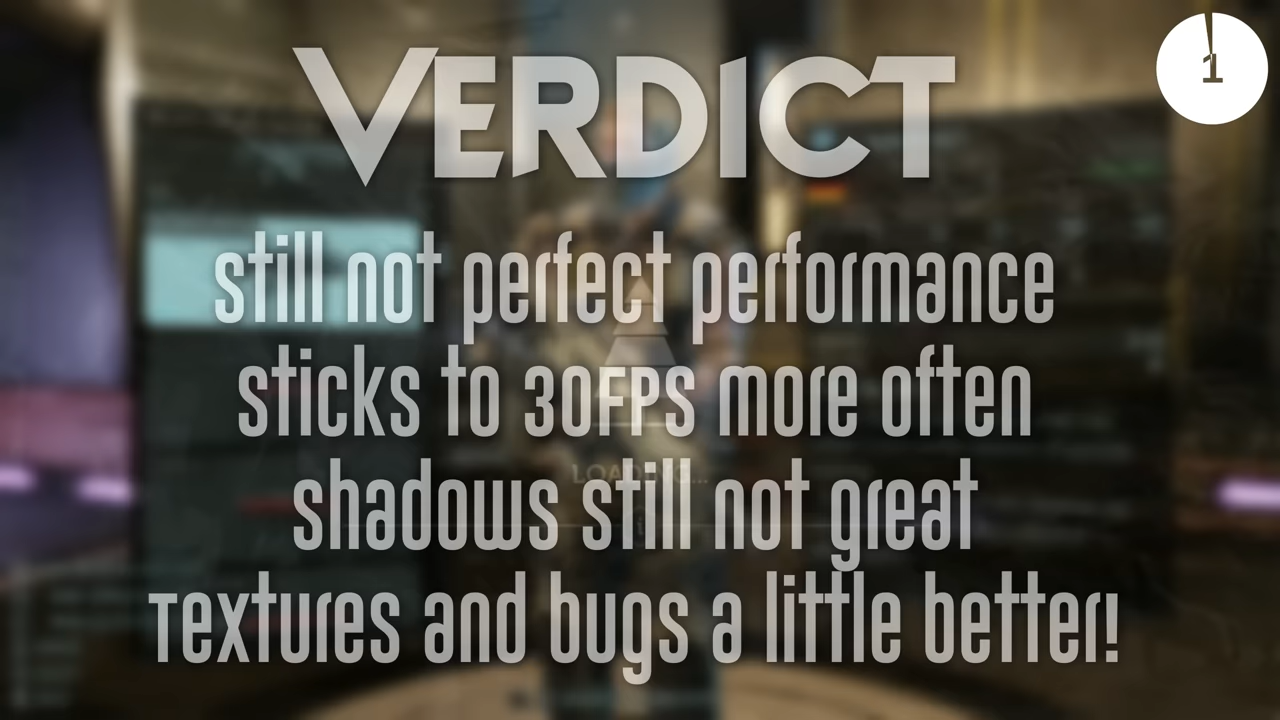 VERDICT
1
still not perfect performance
sticks to 30FPS more often
LOADING...
shadows still not great
Textures and bugs a little better!